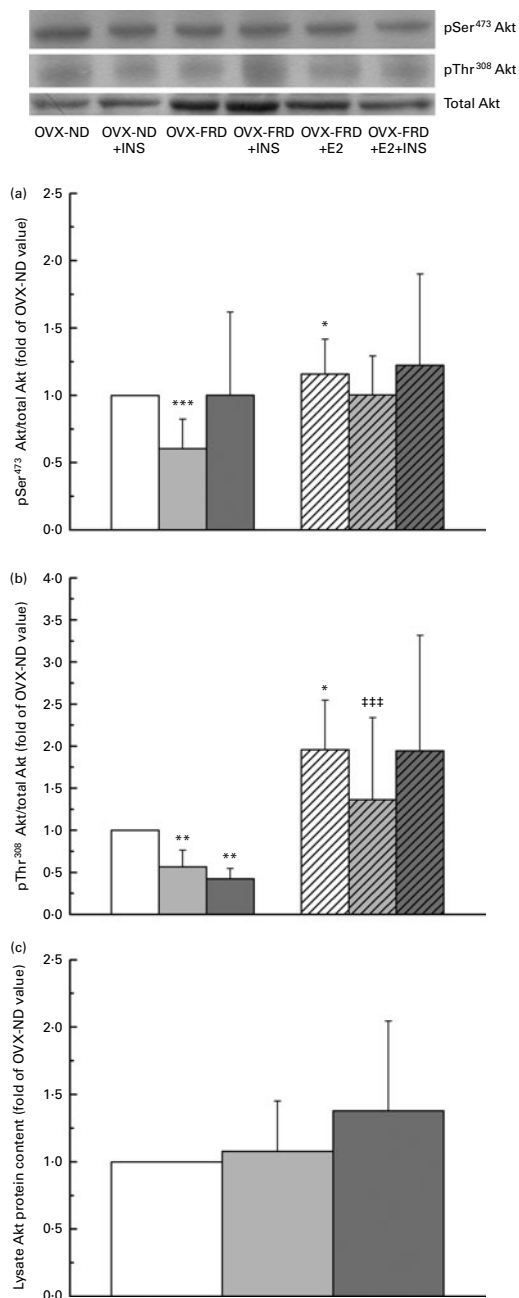 pSer473 Akt
pThr308 Akt
Total Akt
OVX-ND OVX-ND +INS OVX-FRD OVX-FRD +INS OVX-FRD +E2 OVX-FRD +E2+INS
(a)
pSer473 Akt/total Akt (fold of OVX-ND value)
2·5
2·0
1·5
1·0
0·5
0·0
***
*
(b)
pThr308 Akt/total Akt (fold of OVX-ND value)
4·0
3·5
3·0
2·5
2·0
1·5
1·0
0·5
0·0
**
**
*
‡‡‡
(c)
Lysate Akt protein content (fold of OVX-ND value)
2·5
2·0
1·5
1·0
0·5
0·0